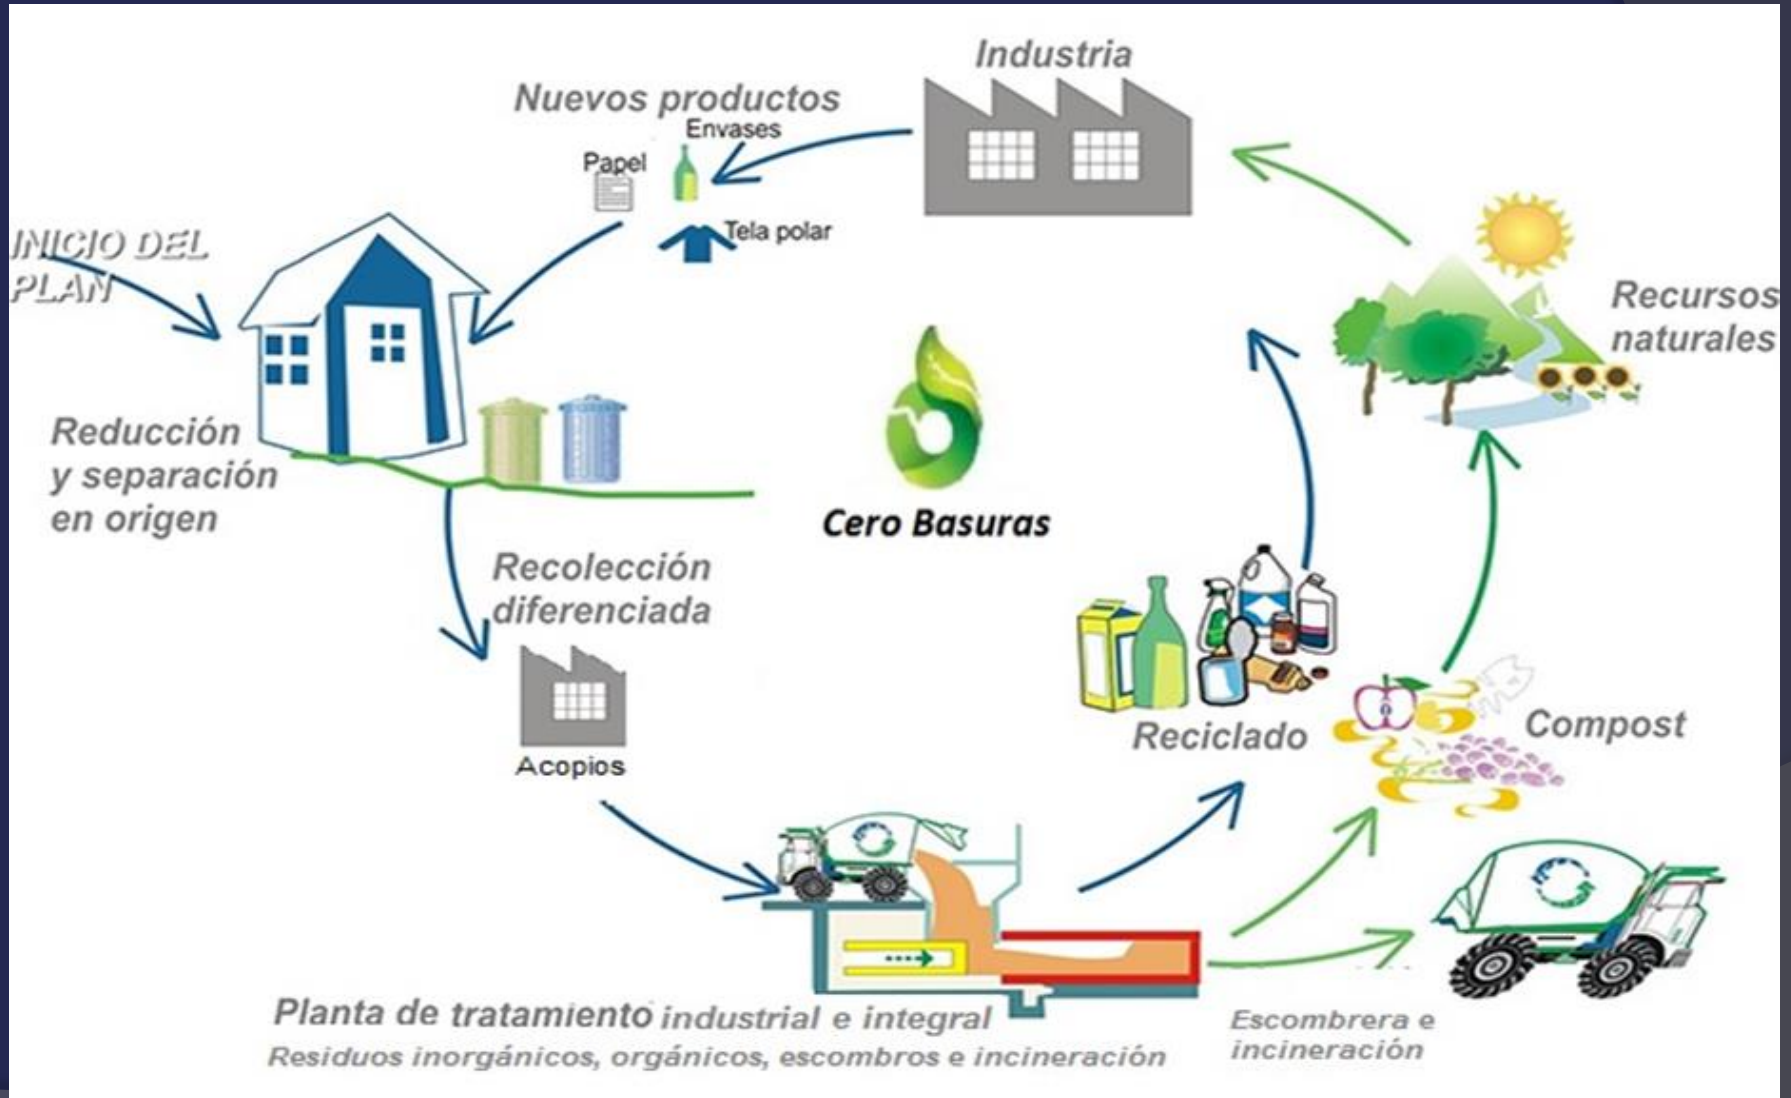 Industria
Nuevos productos
Envases
Papel
Tela polar
INICIO DEL
PLAN
Recursos
naturales
Reducción
y separación
en origen
Cero Basuras
Recolección
diferenciada
Acopios
Reciclado
Compost
Planta de tratamiento industrial e integral
Residuos inorgánicos, orgánicos, escombros e incineración
Escombrera e
incineración